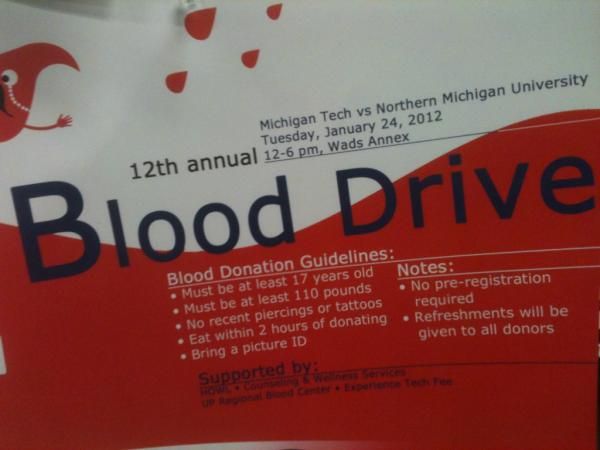 Michigan Tech vs Northern Michigan University
Tuesday, January 24, 2012
12-6 pm, Wads Annex
12th annual
Blood Drive
Blood Donation Guidelines:
• Must be at least 17 years old
• Must be at least 110 pounds
• No recent piercings or tattoos
• Eat within 2 hours of donating
• Bring a picture ID
Notes:
• No pre-registration
required
• Refreshments will be
given to all donors
Supported by:
HOWL • Counseling & Wellness Services
UP Regional Blood Center • Experience Tech Fee